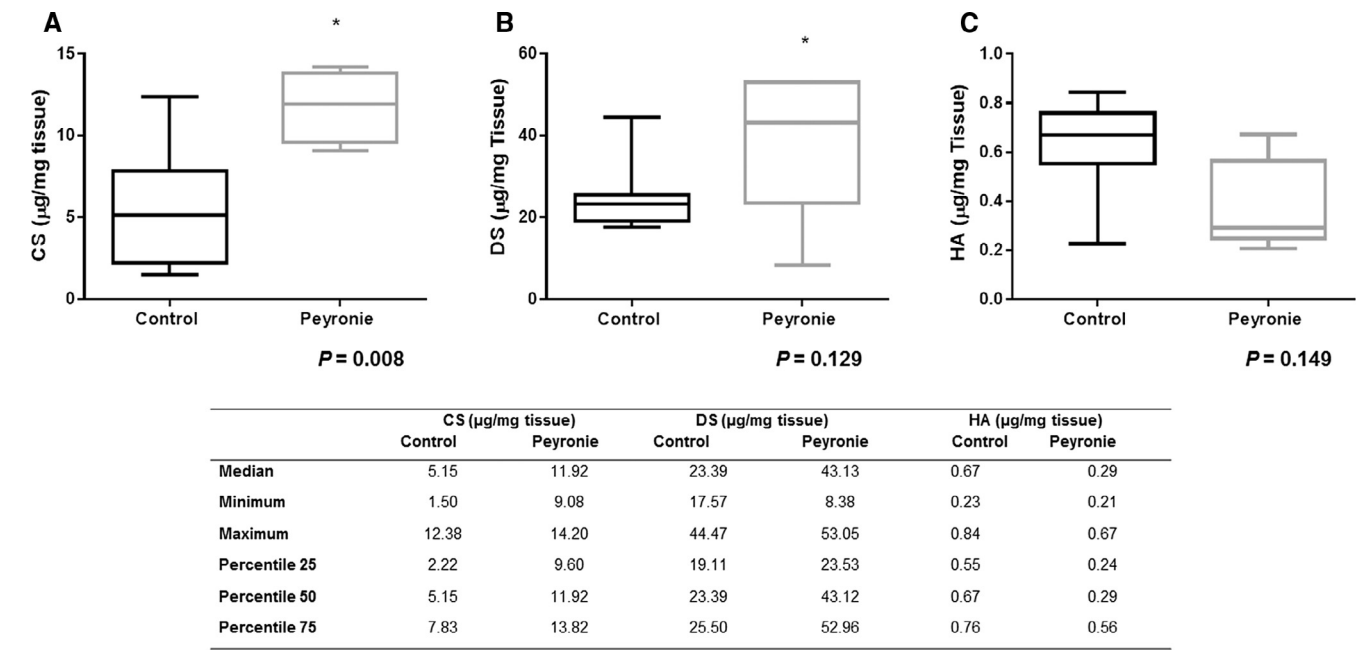 A
*
15
10
5
0
CS (µg/mg tissue)
Control Peyronie
P = 0.008
B
*
60
40
20
0
DS (µg/mg Tissue)
Control Peyronie
P = 0.129
C
1.0
0.8
0.6
0.4
0.2
0.0
HA (µg/mg Tissue)
Control Peyronie
P = 0.149
CS (µg/mg tissue) DS (µg/mg tissue) HA (µg/mg tissue)
Control Peyronie Control Peyronie Control Peyronie
Median 5.15 11.92 23.39 43.13 0.67 0.29
Minimum 1.50 9.08 17.57 8.38 0.23 0.21
Maximum 12.38 14.20 44.47 53.05 0.84 0.67
Percentile 25 2.22 9.60 19.11 23.53 0.55 0.24
Percentile 50 5.15 11.92 23.39 43.12 0.67 0.29
Percentile 75 7.83 13.82 25.50 52.96 0.76 0.56